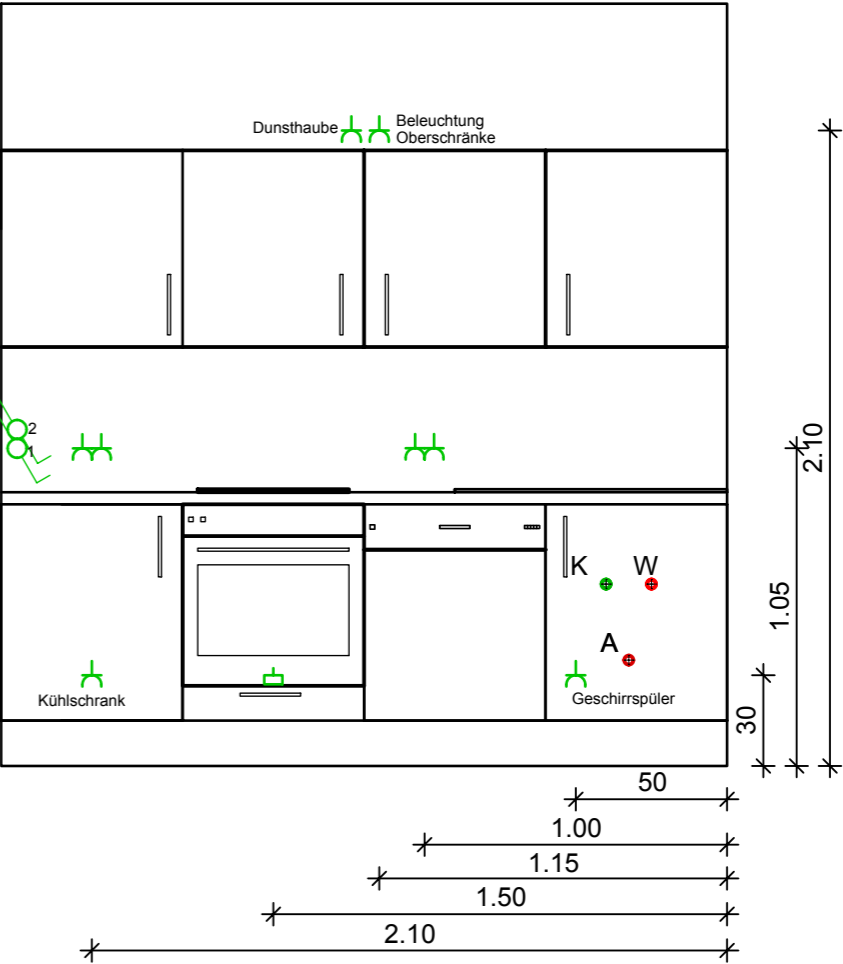 Dunsthaube
Beleuchtung
Oberschränke
2
1
2.10
1.05
K W
A
Kühlschrank
Geschirrspüler
30
50
1.00
1.15
1.50
2.10